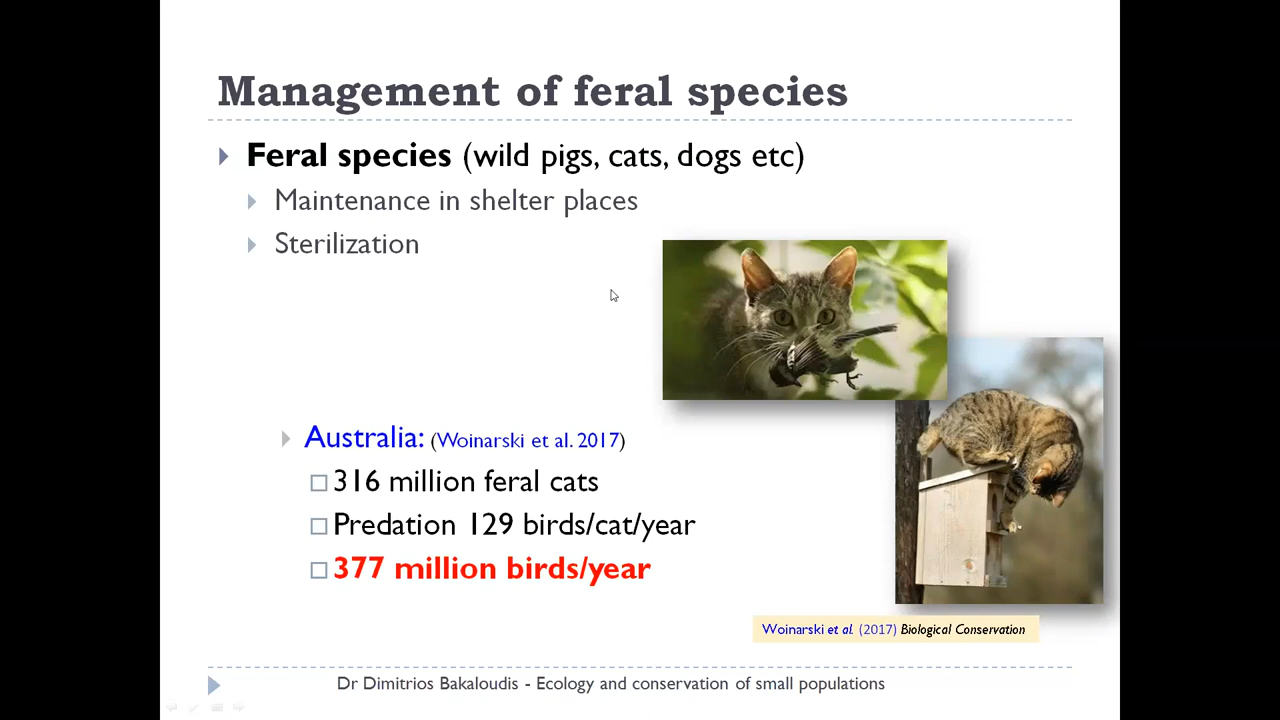 Management of feral species
Feral species (wild pigs, cats, dogs etc)
Maintenance in shelter places
Sterilization
Australia: (Woinarski et al. 2017)
316 million feral cats
Predation 129 birds/cat/year
377 million birds/year
Woinarski et al. (2017) Biological Conservation
Dr Dimitrios Bakaloudis - Ecology and conservation of small populations